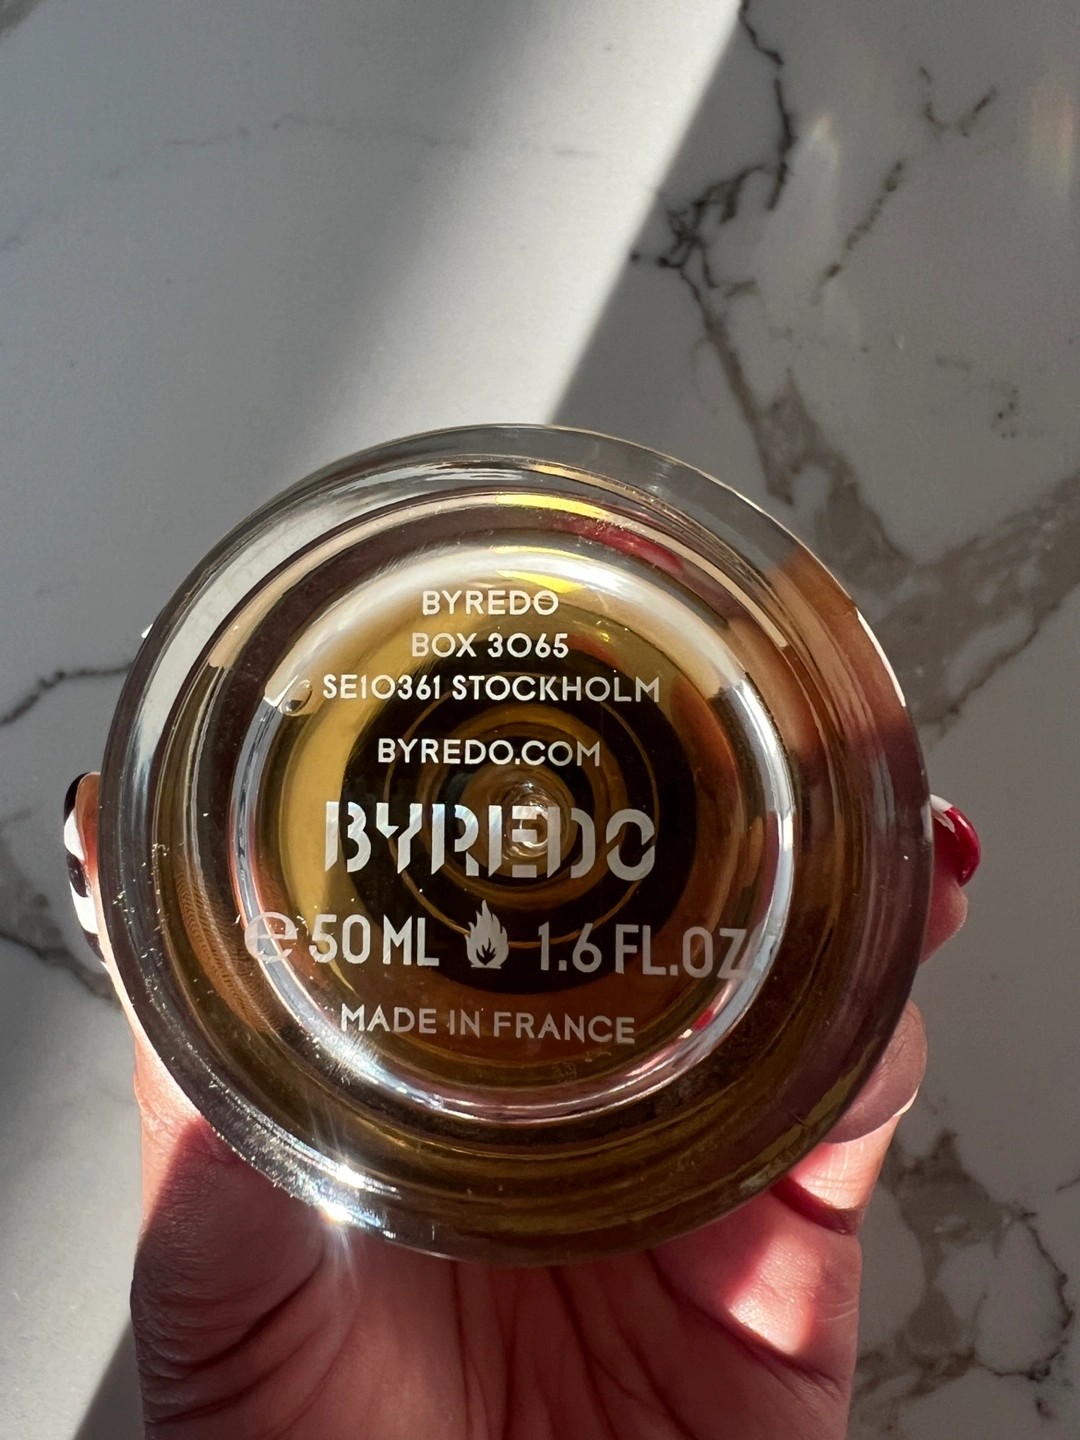 BYREDO
BOX 3065
SE10361 STOCKHOLM
BYREDO.COM
BYREDO
℮ 50 ML 1.6 FL.OZ
MADE IN FRANCE